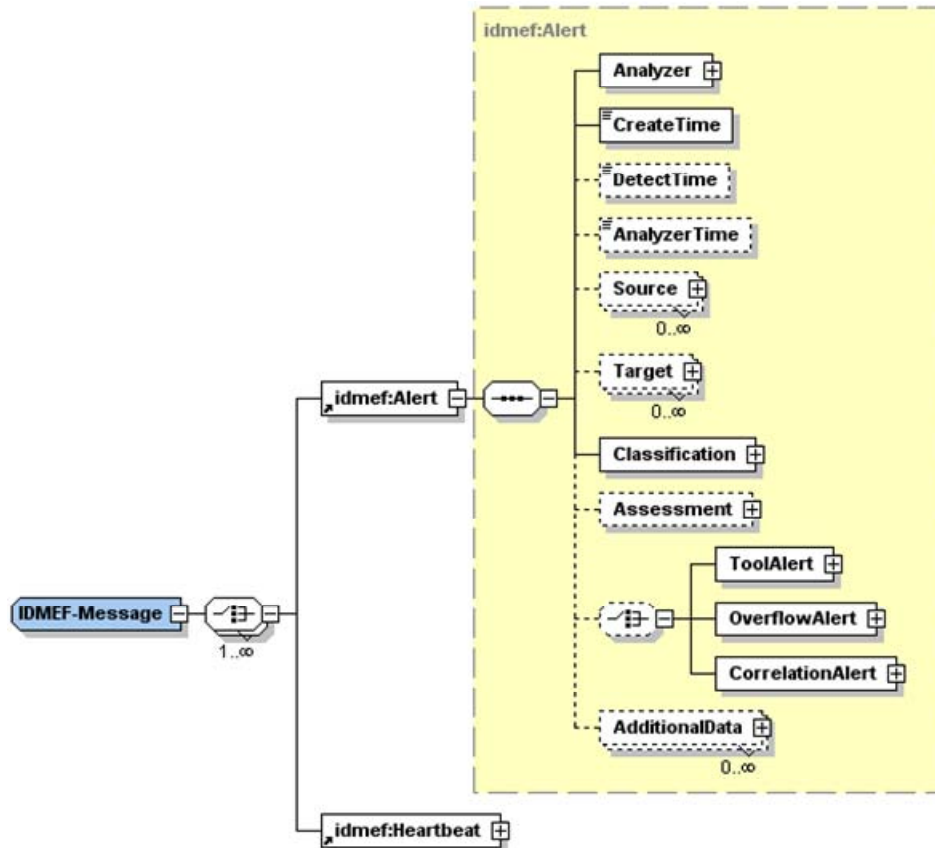 idmef:Alert
Analyzer
CreateTime
DetectTime
AnalyzerTime
Source
0..∞
Target
0..∞
idmef:Alert
Classification
Assessment
ToolAlert
IDMEF-Message
1..∞
OverflowAlert
CorrelationAlert
AdditionalData
0..∞
idmef:Heartbeat